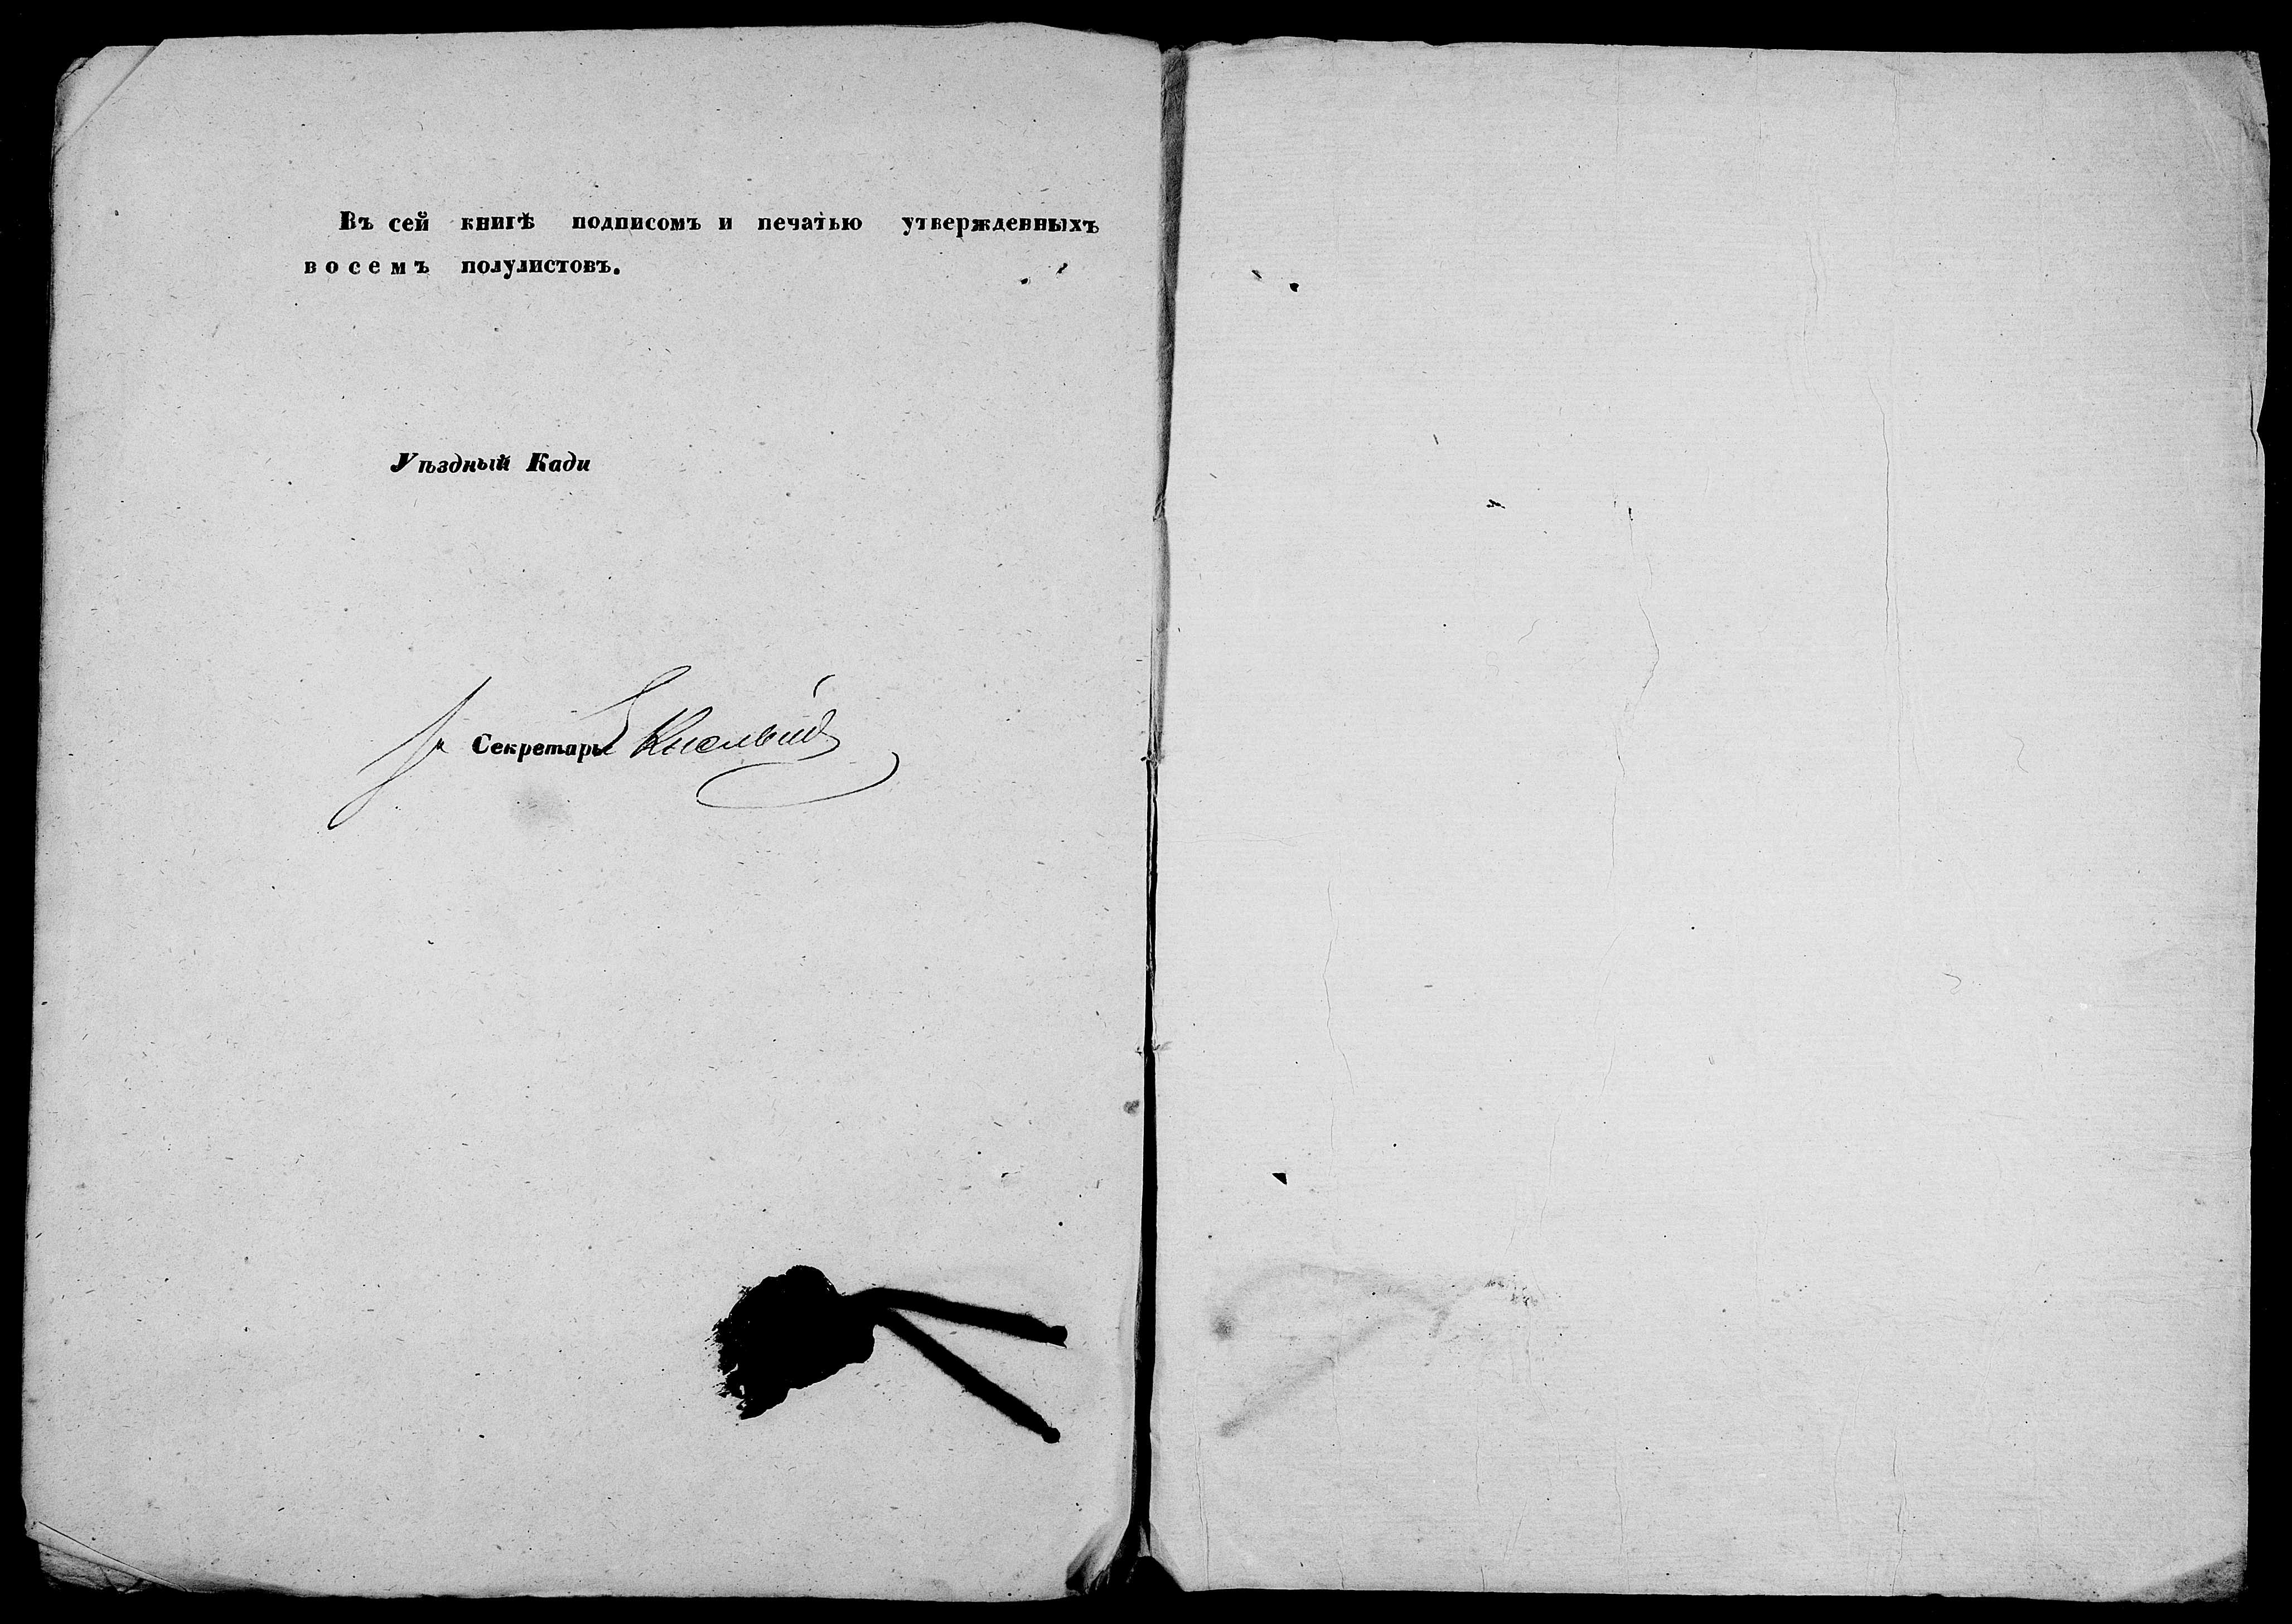 Въ сей книгѣ подписомъ и печатью утвержденныхъ
восемъ полулистовъ.
Уѣздный Кади
Секретарь